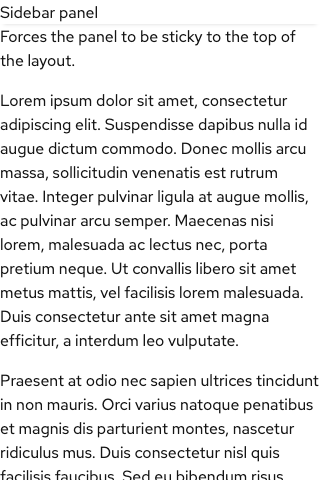 Sidebar panel
Forces the panel to be sticky to the top of
the layout.
Lorem ipsum dolor sit amet, consectetur
adipiscing elit. Suspendisse dapibus nulla id
augue dictum commodo. Donec mollis arcu
massa, sollicitudin venenatis est rutrum
vitae. Integer pulvinar ligula at augue mollis,
ac pulvinar arcu semper. Maecenas nisi
lorem, malesuada ac lectus nec, porta
pretium neque. Ut convallis libero sit amet
metus mattis, vel facilisis lorem malesuada.
Duis consectetur ante sit amet magna
efficitur, a interdum leo vulputate.
Praesent at odio nec sapien ultrices tincidunt
in non mauris. Orci varius natoque penatibus
et magnis dis parturient montes, nascetur
ridiculus mus. Duis consectetur nisl quis
facilisis faucibus. Sed eu bibendum risus.